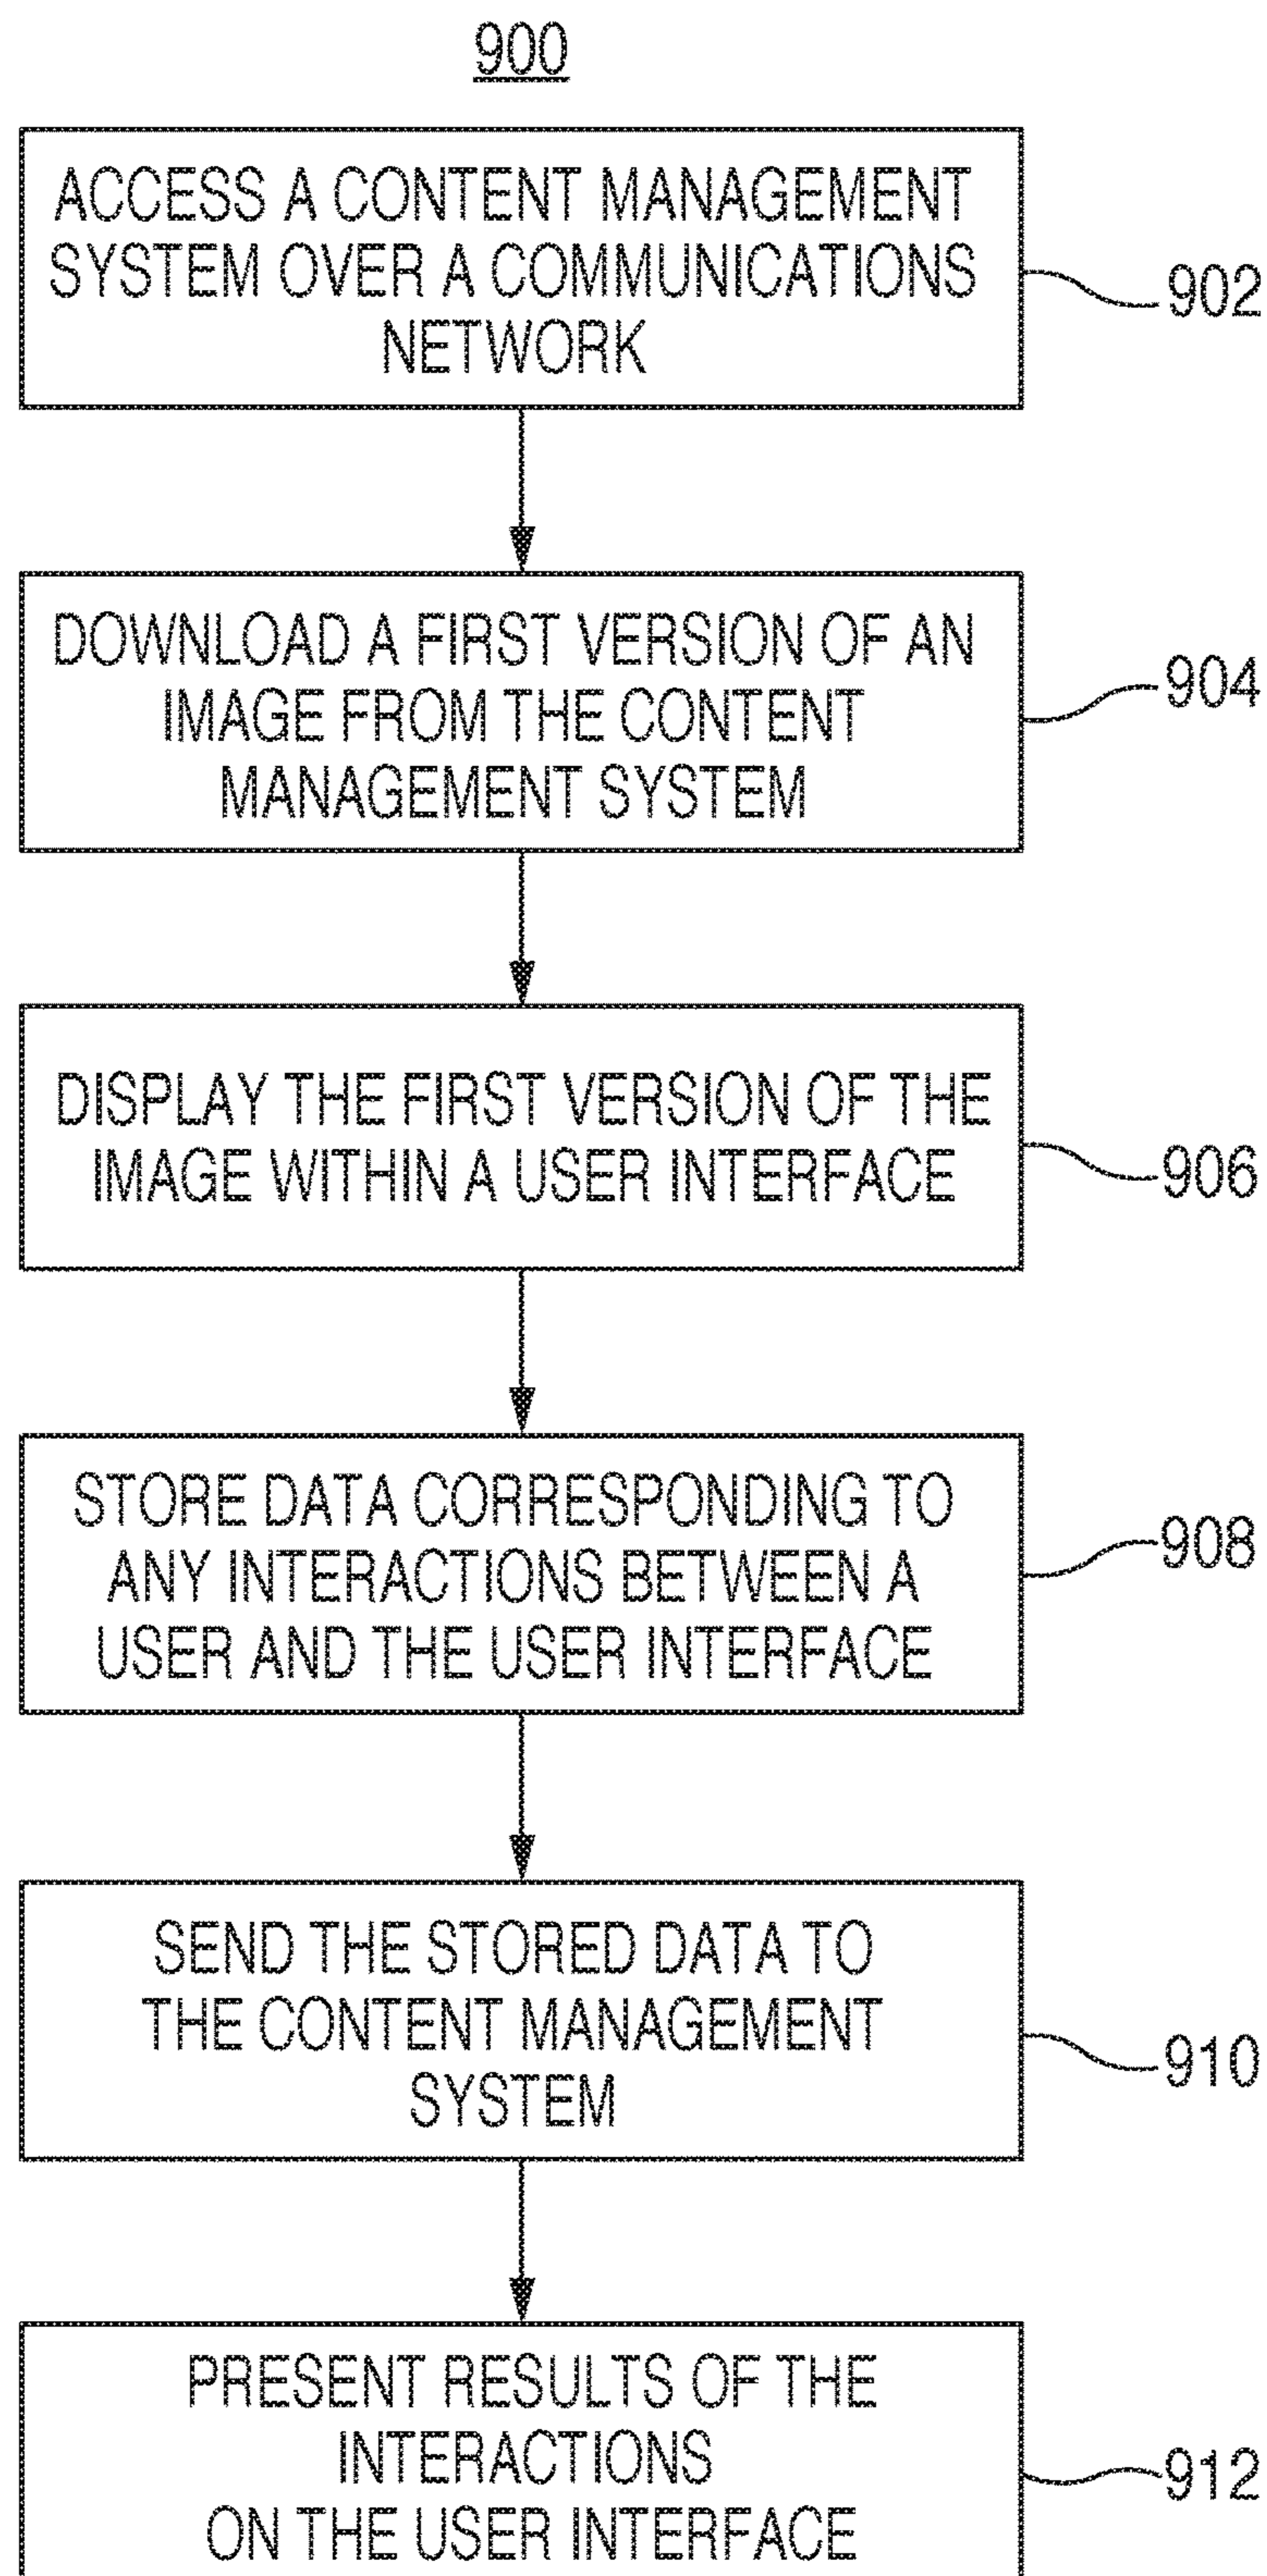 900
ACCESS A CONTENT MANAGEMENT
SYSTEM OVER A COMMUNICATIONS
NETWORK
902
DOWNLOAD A FIRST VERSION OF AN
IMAGE FROM THE CONTENT
MANAGEMENT SYSTEM
904
DISPLAY THE FIRST VERSION OF THE
IMAGE WITHIN A USER INTERFACE
906
STORE DATA CORRESPONDING TO
ANY INTERACTIONS BETWEEN A
USER AND THE USER INTERFACE
908
SEND THE STORED DATA TO
THE CONTENT MANAGEMENT
SYSTEM
910
PRESENT RESULTS OF THE
INTERACTIONS
ON THE USER INTERFACE
912